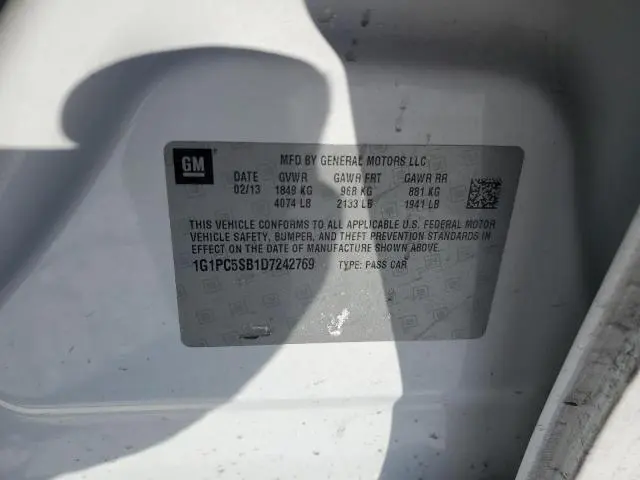 GM
MFD BY GENERAL MOTORS LLC
DATE GVWR GAWR FRT GAWR RR
02/13 1848 KG 968 KG 881 KG
4074 LB 2133 LB 1941 LB
THIS VEHICLE CONFORMS TO ALL APPLICABLE U.S. FEDERAL MOTOR
VEHICLE SAFETY, BUMPER, AND THEFT PREVENTION STANDARDS IN
EFFECT ON THE DATE OF MANUFACTURE SHOWN ABOVE.
1G1PC5SB1D7242769 TYPE: PASS CAR